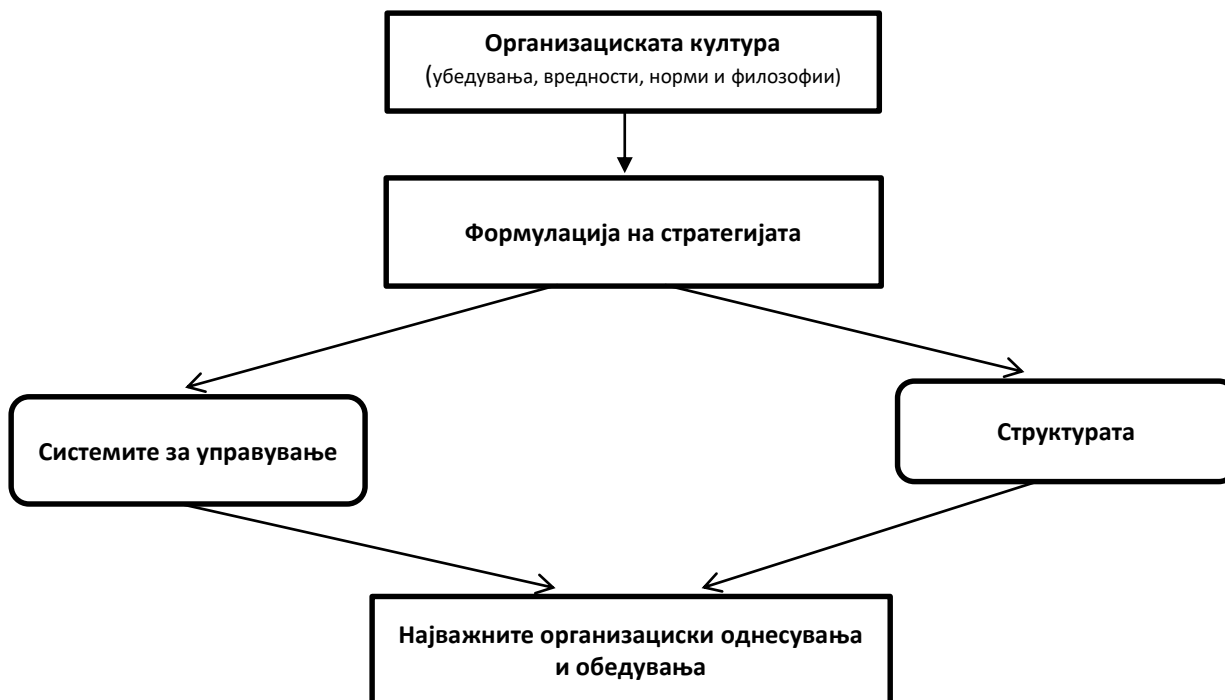 Организациската култура
(убедувања, вредности, норми и филозофии)
Формулација на стратегијата
Системите за управување
Структурата
Најважните организациски однесувања
и обедувања